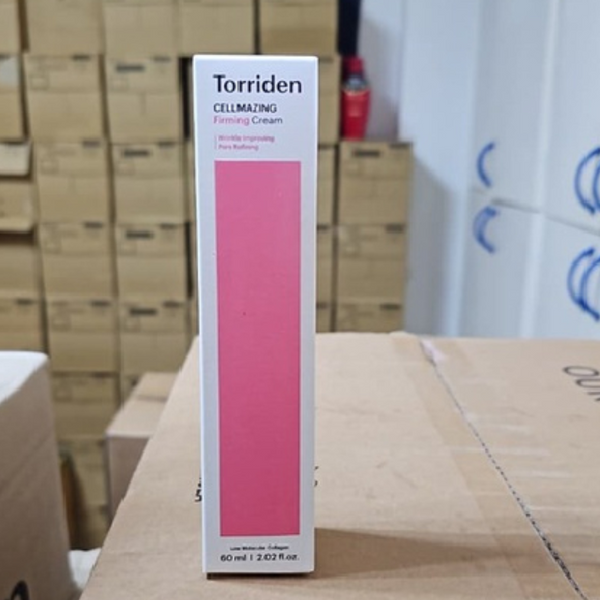 Torriden
CELLMAZING
Firming Cream
Wrinkle Improving
Pore Refining
Low Molecular Collagen
60 ml | 2.02 fl.oz.